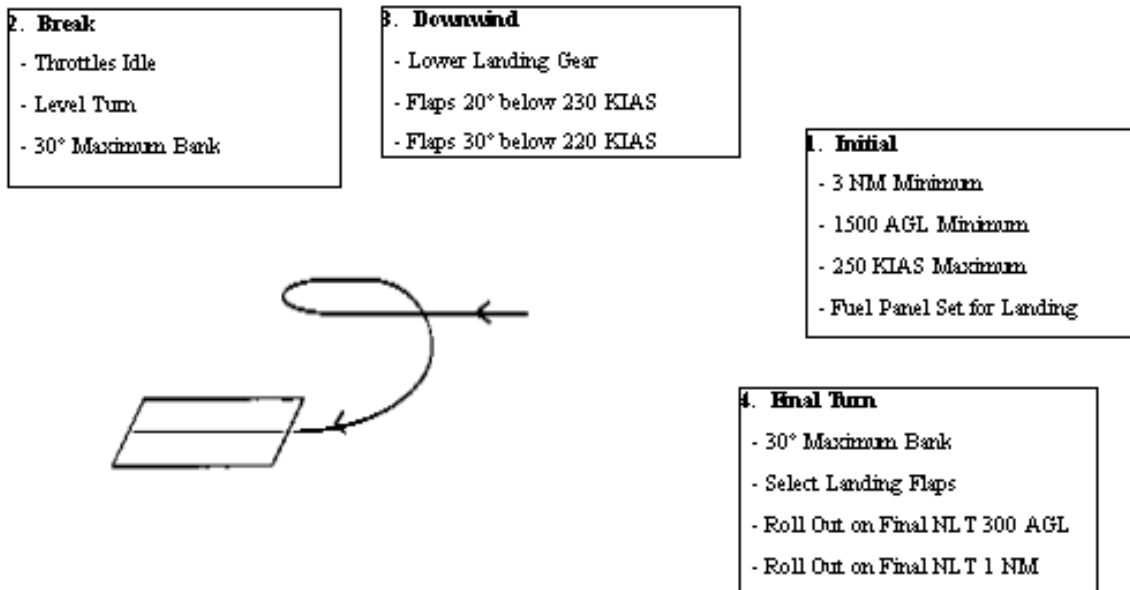 2. Break
- Throttles Idle
- Level Turn
- 30° Maximum Bank
3. Downwind
- Lower Landing Gear
- Flaps 20° below 230 KIAS
- Flaps 30° below 220 KIAS
1. Initial
- 3 NM Minimum
- 1500 AGL Minimum
- 250 KIAS Maximum
- Fuel Panel Set for Landing
4. Final Turn
- 30° Maximum Bank
- Select Landing Flaps
- Roll Out on Final NLT 300 AGL
- Roll Out on Final NLT 1 NM